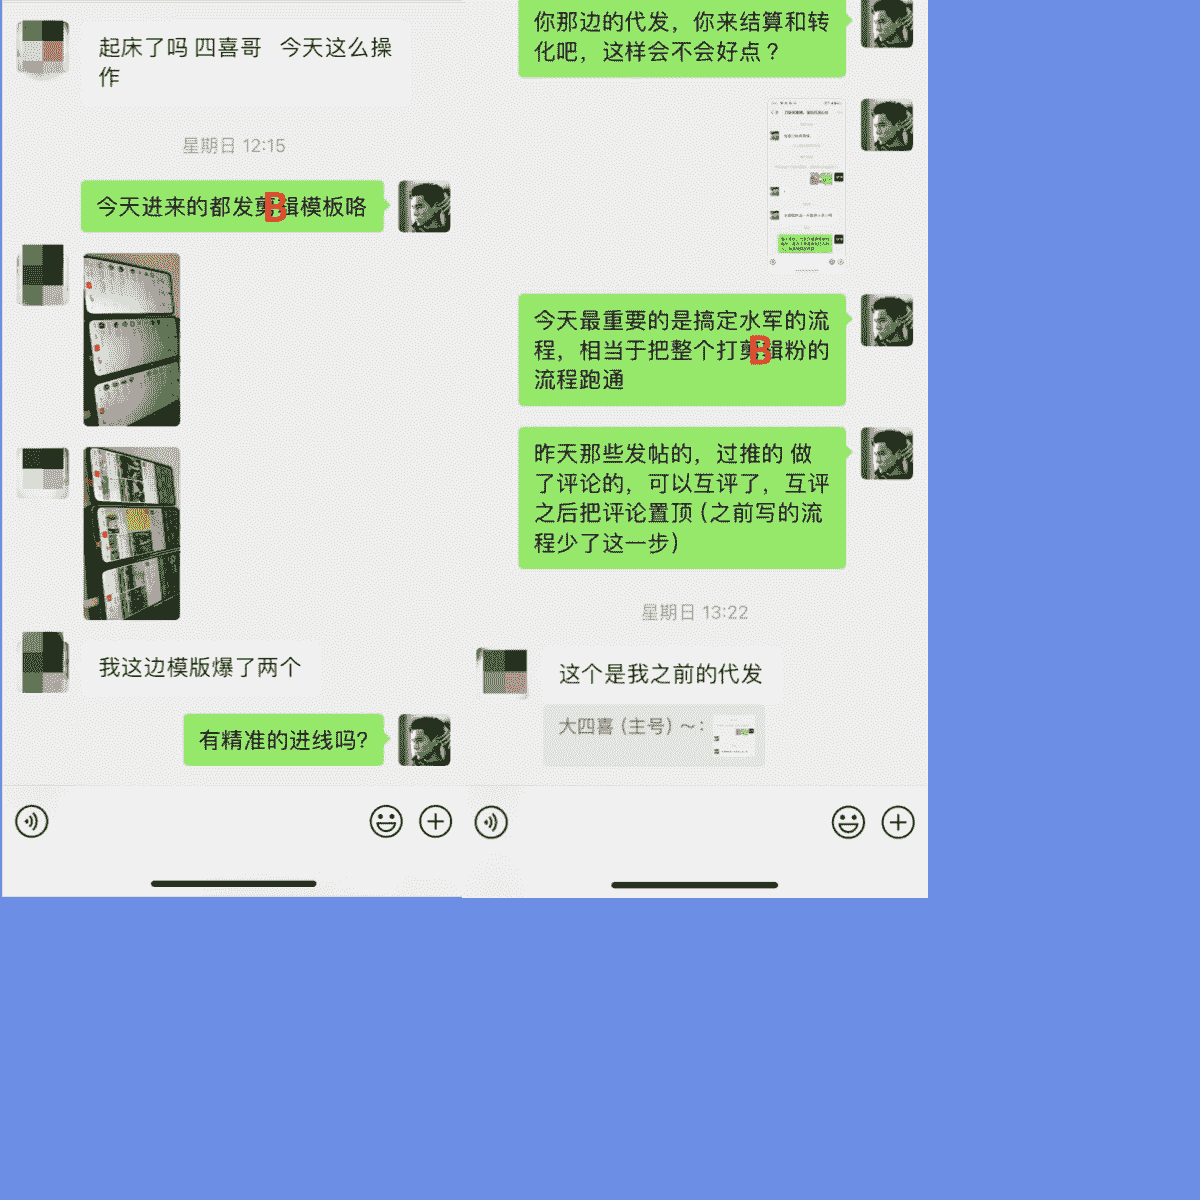 起床了吗 四喜哥 今天这么操
作
星期日 12:15
今天进来的都发剪辑模板咯
B
我这边模版爆了两个
有精准的进线吗?
你那边的代发，你来结算和转
化吧，这样会不会好点？
今天最重要的是搞定水军的流
程，相当于把整个打剪辑粉的
B
流程跑通
昨天那些发帖的，过推的 做
了评论的，可以互评了，互评
之后把评论置顶（之前写的流
程少了这一步）
星期日 13:22
这个是我之前的代发
大四喜（主号）～：